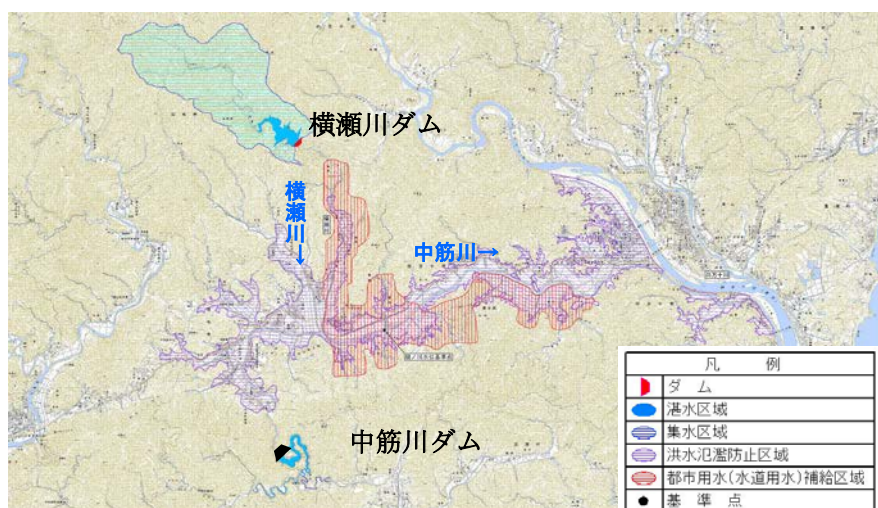 横瀬川ダム
横瀬川↓
中筋川→
中筋川ダム
凡 例
ダ ム
湛水区域
集水区域
洪水氾濫防止区域
都市用水(水道用水)補給区域
基 準 点